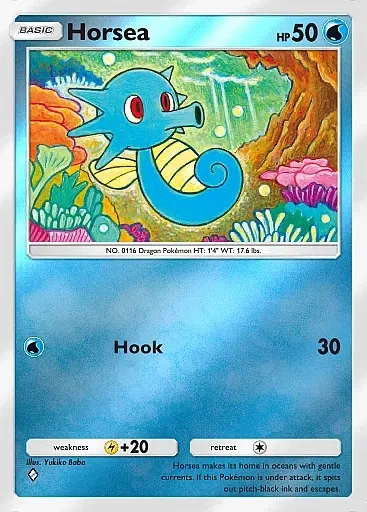 BASIC Horsea HP 50
NO. 0116 Dragon Pokémon HT: 1'4" WT: 17.6 lbs.
Hook 30
weakness +20 retreat
Illus. Yukiko Baba
Horsea makes its home in oceans with gentle
currents. If this Pokémon is under attack, it spits
out pitch-black ink and escapes.